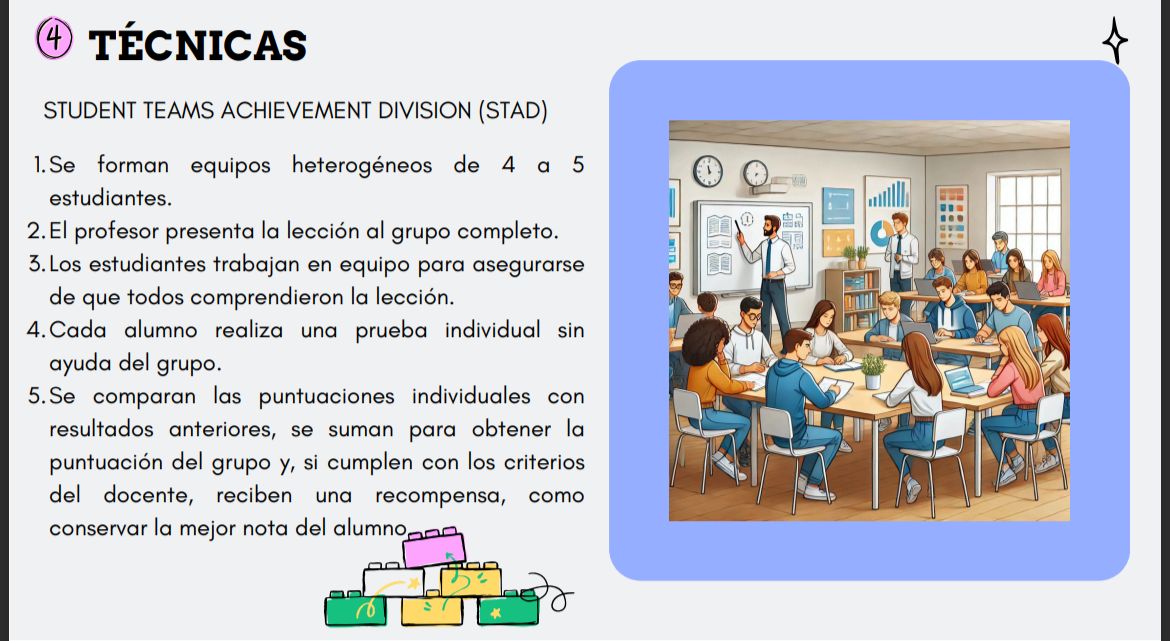 4 TÉCNICAS
STUDENT TEAMS ACHIEVEMENT DIVISION (STAD)
1. Se forman equipos heterogéneos de 4 a 5
estudiantes.
2. El profesor presenta la lección al grupo completo.
3. Los estudiantes trabajan en equipo para asegurarse
de que todos comprendieron la lección.
4. Cada alumno realiza una prueba individual sin
ayuda del grupo.
5. Se comparan las puntuaciones individuales con
resultados anteriores, se suman para obtener la
puntuación del grupo y, si cumplen con los criterios
del docente, reciben una recompensa, como
conservar la mejor nota del alumno